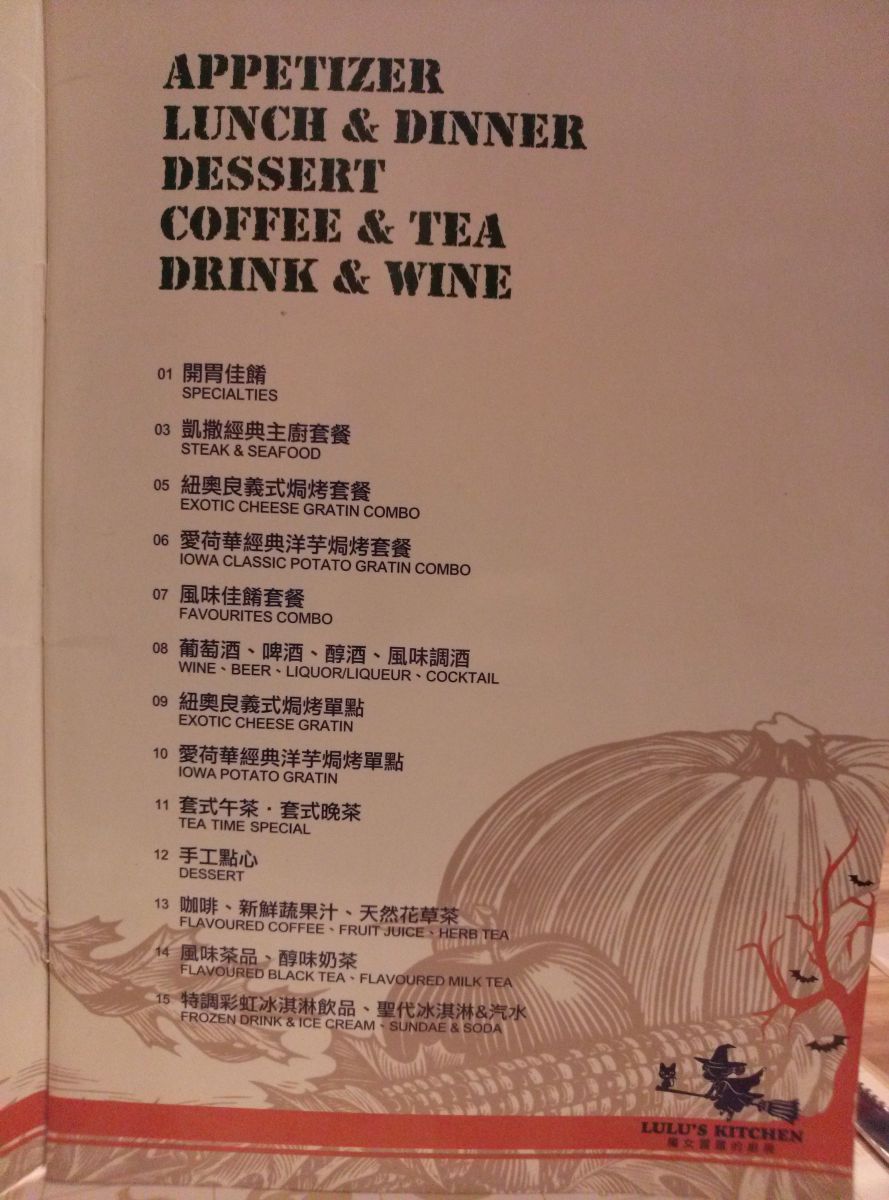 APPETIZER
LUNCH & DINNER
DESSERT
COFFEE & TEA
DRINK & WINE
01 開胃佳餚
SPECIALTIES
03 凱撒經典主廚套餐
STEAK & SEAFOOD
05 紐奧良義式焗烤套餐
EXOTIC CHEESE GRATIN COMBO
06 愛荷華經典洋芋焗烤套餐
IOWA CLASSIC POTATO GRATIN COMBO
07 風味佳餚套餐
FAVOURITES COMBO
08 葡萄酒、啤酒、醇酒、風味調酒
WINE、BEER、LIQUOR/LIQUEUR、COCKTAIL
09 紐奧良義式焗烤單點
EXOTIC CHEESE GRATIN
10 愛荷華經典洋芋焗烤單點
IOWA POTATO GRATIN
11 套式午茶．套式晚茶
TEA TIME SPECIAL
12 手工點心
DESSERT
13 咖啡、新鮮蔬果汁、天然花草茶
FLAVOURED COFFEE、FRUIT JUICE、HERB TEA
14 風味茶品、醇味奶茶
FLAVOURED BLACK TEA、FLAVOURED MILK TEA
15 特調彩虹冰淇淋飲品、聖代冰淇淋&汽水
FROZEN DRINK & ICE CREAM、SUNDAE & SODA
LULU'S KITCHEN
魔女露露的廚房